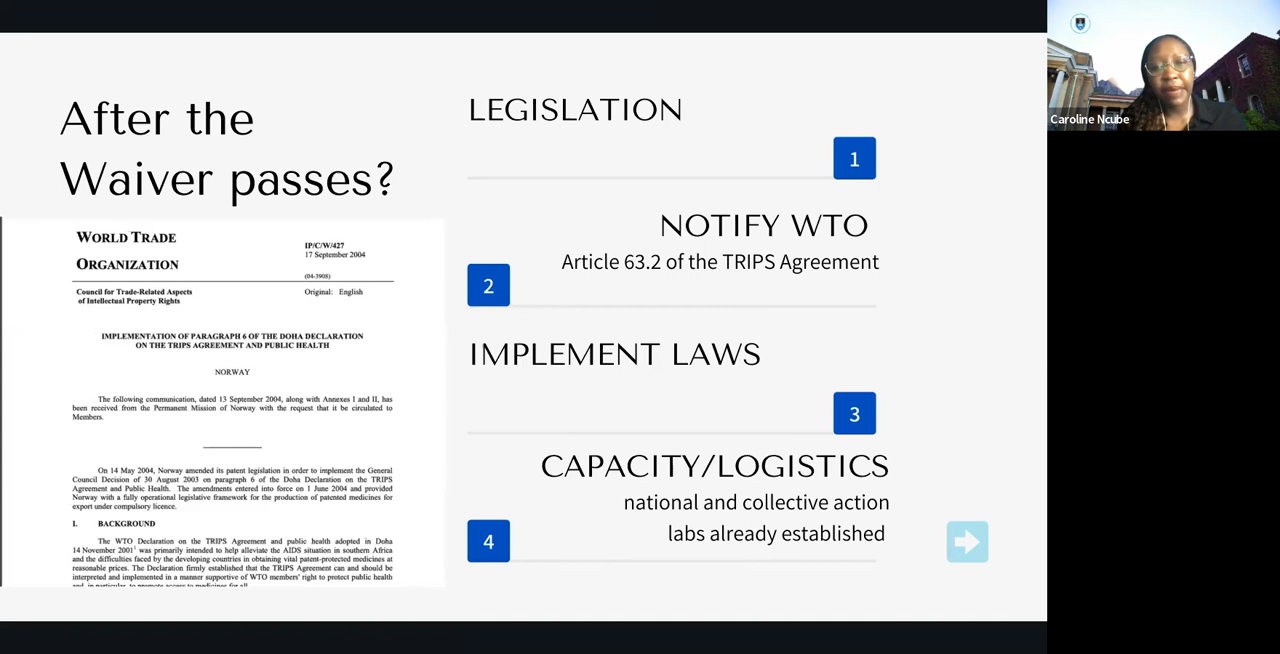 After the
Waiver passes?
WORLD TRADE
ORGANIZATION
IP/C/W/427
17 September 2004
(04-3908)
Council for Trade-Related Aspects
of Intellectual Property Rights
Original: English
IMPLEMENTATION OF PARAGRAPH 6 OF THE DOHA DECLARATION
ON THE TRIPS AGREEMENT AND PUBLIC HEALTH
NORWAY
The following communication, dated 13 September 2004, along with Annexes I and II, has
been received from the Permanent Mission of Norway with the request that it be circulated to
Members.
On 14 May 2004, Norway amended its patent legislation in order to implement the General
Council Decision of 30 August 2003 on paragraph 6 of the Doha Declaration on the TRIPS
Agreement and Public Health. The amendments entered into force on 1 June 2004 and provided
Norway with a fully operational legislative framework for the production of patented medicines for
export under compulsory licence.
I. BACKGROUND
The WTO Declaration on the TRIPS Agreement and public health adopted in Doha
14 November 2001¹ was primarily intended to help alleviate the AIDS situation in southern Africa
and the difficulties faced by the developing countries in obtaining vital patent-protected medicines at
reasonable prices. The Declaration firmly established that the TRIPS Agreement can and should be
interpreted and implemented in a manner supportive of WTO members' right to protect public health
and, in particular, to promote access to medicines for all.
LEGISLATION
1
NOTIFY WTO
Article 63.2 of the TRIPS Agreement
2
IMPLEMENT LAWS
3
CAPACITY/LOGISTICS
national and collective action
labs already established
4
Caroline Ncube